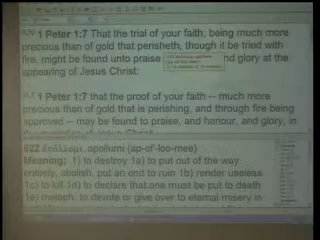 1 Peter 1:7 That the trial of your faith, being much more
precious than of gold that perisheth, though it be tried with
fire, might be found unto praise nd glory at the
appearing of Jesus Christ:
1 Peter 1:7 that the proof of your faith -- much more
precious than of gold that is perishing, and through fire being
approved -- may be found to praise, and honour, and glory, in
622 apollumi {ap-ol'-loo-mee}
Meaning: 1) to destroy 1a) to put out of the way
entirely, abolish, put an end to ruin 1b) render useless
1c) to kill 1d) to declare that one must be put to death
1e) metaph. to devote or give over to eternal misery in